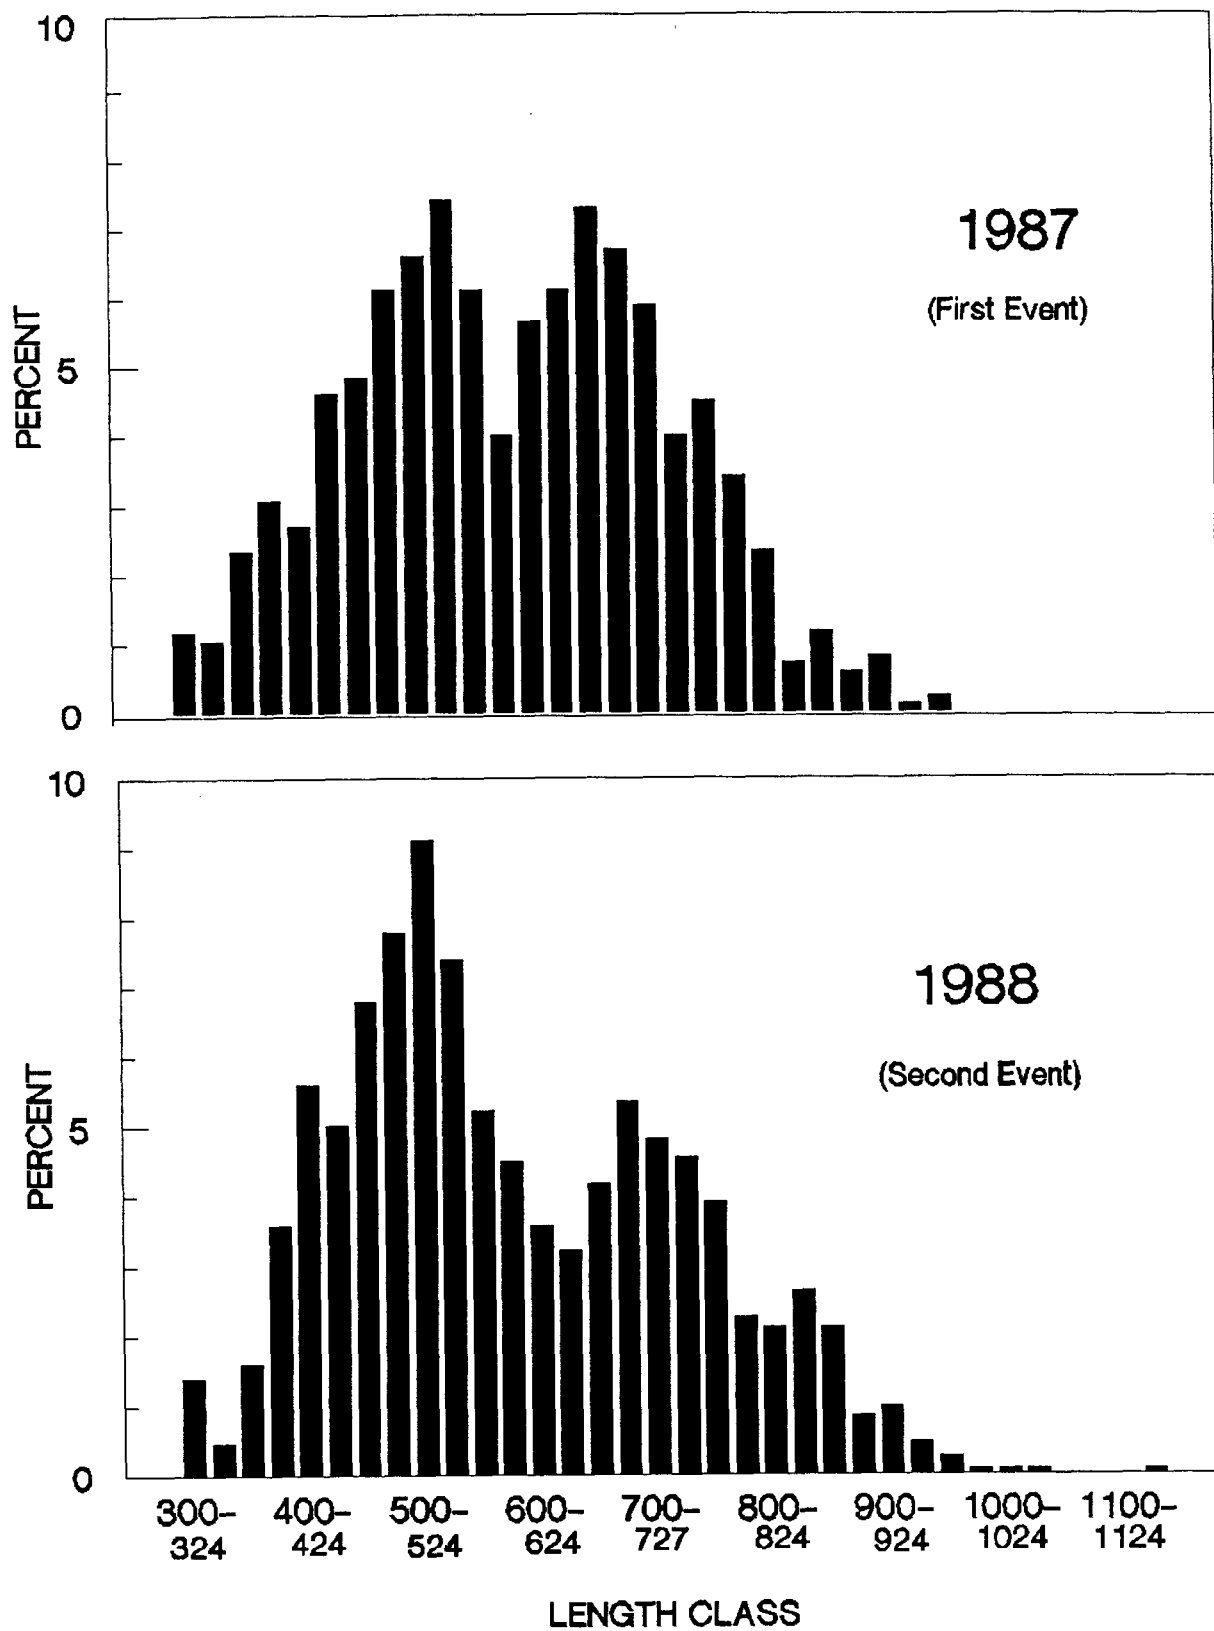 10
1987
(First Event)
PERCENT
5
0
10
1988
(Second Event)
PERCENT
5
0
300- 400- 500- 600- 700- 800- 900- 1000- 1100-
324 424 524 624 727 824 924 1024 1124
LENGTH CLASS